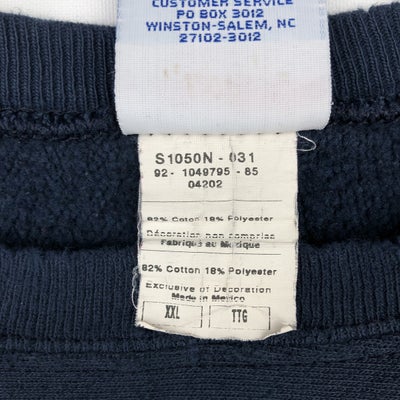 CUSTOMER SERVICE
PO BOX 3012
WINSTON-SALEM, NC
27102-3012
S1050N - 031
92 - 1049795 - 85
04202
82% Coton 18% Polyester
Décoration non comprise
Fabriqué au Mexique
82% Cotton 18% Polyester
Exclusive of Decoration
Made in Mexico
XXL TTG